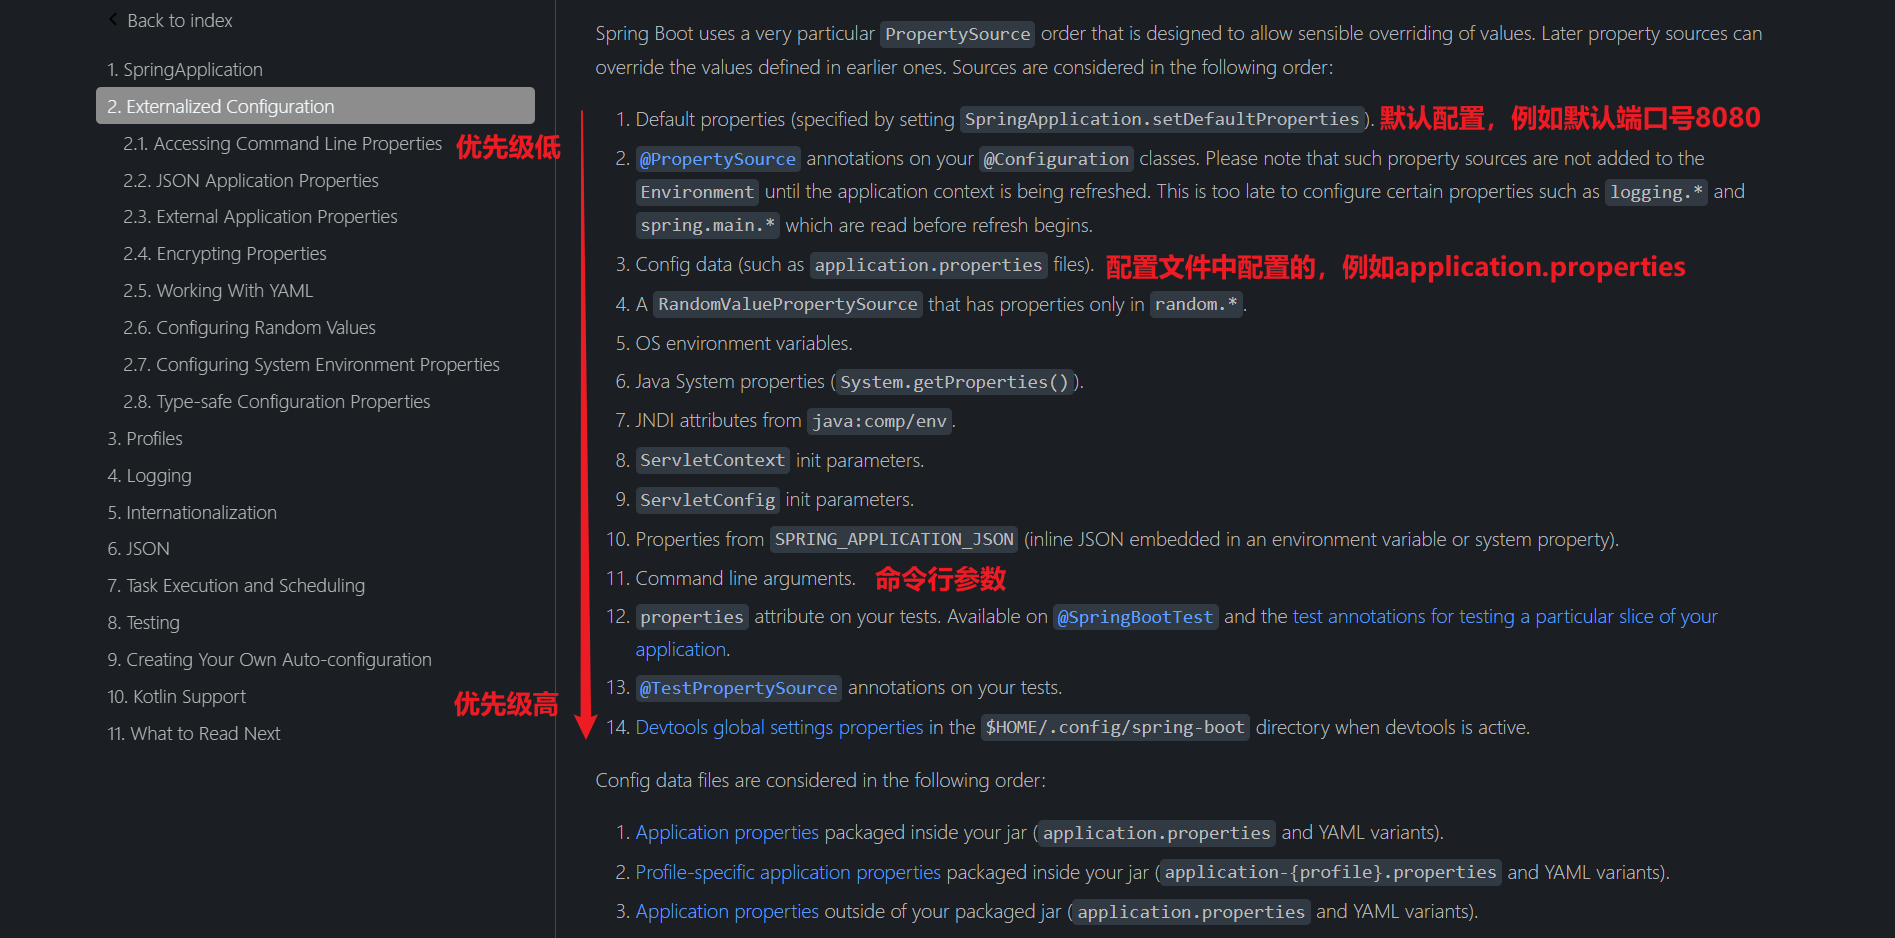 Back to index
1. SpringApplication
2. Externalized Configuration
2.1. Accessing Command Line Properties
2.2. JSON Application Properties
2.3. External Application Properties
2.4. Encrypting Properties
2.5. Working With YAML
2.6. Configuring Random Values
2.7. Configuring System Environment Properties
2.8. Type-safe Configuration Properties
3. Profiles
4. Logging
5. Internationalization
6. JSON
7. Task Execution and Scheduling
8. Testing
9. Creating Your Own Auto-configuration
10. Kotlin Support
11. What to Read Next
优先级低
优先级高
Spring Boot uses a very particular PropertySource order that is designed to allow sensible overriding of values. Later property sources can
override the values defined in earlier ones. Sources are considered in the following order:
1. Default properties (specified by setting SpringApplication.setDefaultProperties). 默认配置，例如默认端口号8080
2. @PropertySource annotations on your @Configuration classes. Please note that such property sources are not added to the
Environment until the application context is being refreshed. This is too late to configure certain properties such as logging.* and
spring.main.* which are read before refresh begins.
3. Config data (such as application.properties files). 配置文件中配置的，例如application.properties
4. A RandomValuePropertySource that has properties only in random.*.
5. OS environment variables.
6. Java System properties (System.getProperties()).
7. JNDI attributes from java:comp/env.
8. ServletContext init parameters.
9. ServletConfig init parameters.
10. Properties from SPRING_APPLICATION_JSON (inline JSON embedded in an environment variable or system property).
11. Command line arguments. 命令行参数
12. properties attribute on your tests. Available on @SpringBootTest and the test annotations for testing a particular slice of your
application.
13. @TestPropertySource annotations on your tests.
14. Devtools global settings properties in the $HOME/.config/spring-boot directory when devtools is active.
Config data files are considered in the following order:
1. Application properties packaged inside your jar (application.properties and YAML variants).
2. Profile-specific application properties packaged inside your jar (application-{profile}.properties and YAML variants).
3. Application properties outside of your packaged jar (application.properties and YAML variants).